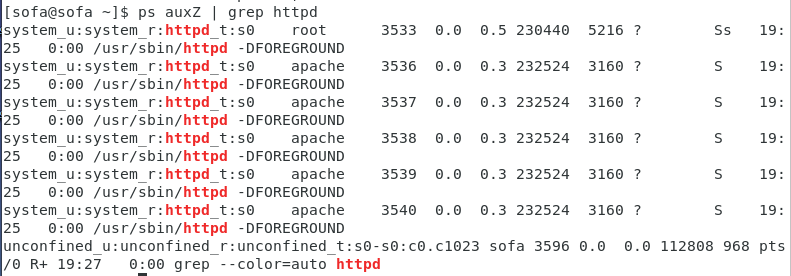 [sofa@sofa ~]$ ps auxZ | grep httpd
system_u:system_r:httpd_t:s0    root      3533  0.0  0.5 230440  5216 ?        Ss   19:
25   0:00 /usr/sbin/httpd -DFOREGROUND
system_u:system_r:httpd_t:s0    apache    3536  0.0  0.3 232524  3160 ?        S    19:
25   0:00 /usr/sbin/httpd -DFOREGROUND
system_u:system_r:httpd_t:s0    apache    3537  0.0  0.3 232524  3160 ?        S    19:
25   0:00 /usr/sbin/httpd -DFOREGROUND
system_u:system_r:httpd_t:s0    apache    3538  0.0  0.3 232524  3160 ?        S    19:
25   0:00 /usr/sbin/httpd -DFOREGROUND
system_u:system_r:httpd_t:s0    apache    3539  0.0  0.3 232524  3160 ?        S    19:
25   0:00 /usr/sbin/httpd -DFOREGROUND
system_u:system_r:httpd_t:s0    apache    3540  0.0  0.3 232524  3160 ?        S    19:
25   0:00 /usr/sbin/httpd -DFOREGROUND
unconfined_u:unconfined_r:unconfined_t:s0-s0:c0.c1023 sofa 3596 0.0  0.0 112808 968 pts
/0 R+ 19:27   0:00 grep --color=auto httpd